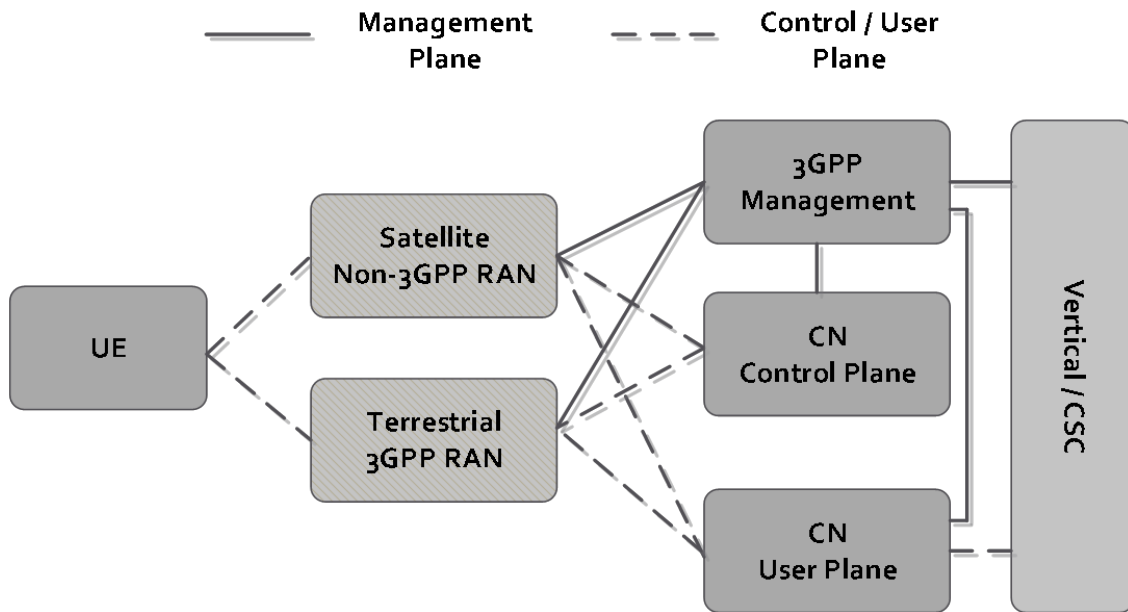 Management
Plane
Control / User
Plane
3GPP
Management
Satellite
Non-3GPP RAN
UE
CN
Control Plane
Terrestrial
3GPP RAN
CN
User Plane
Vertical / CSC